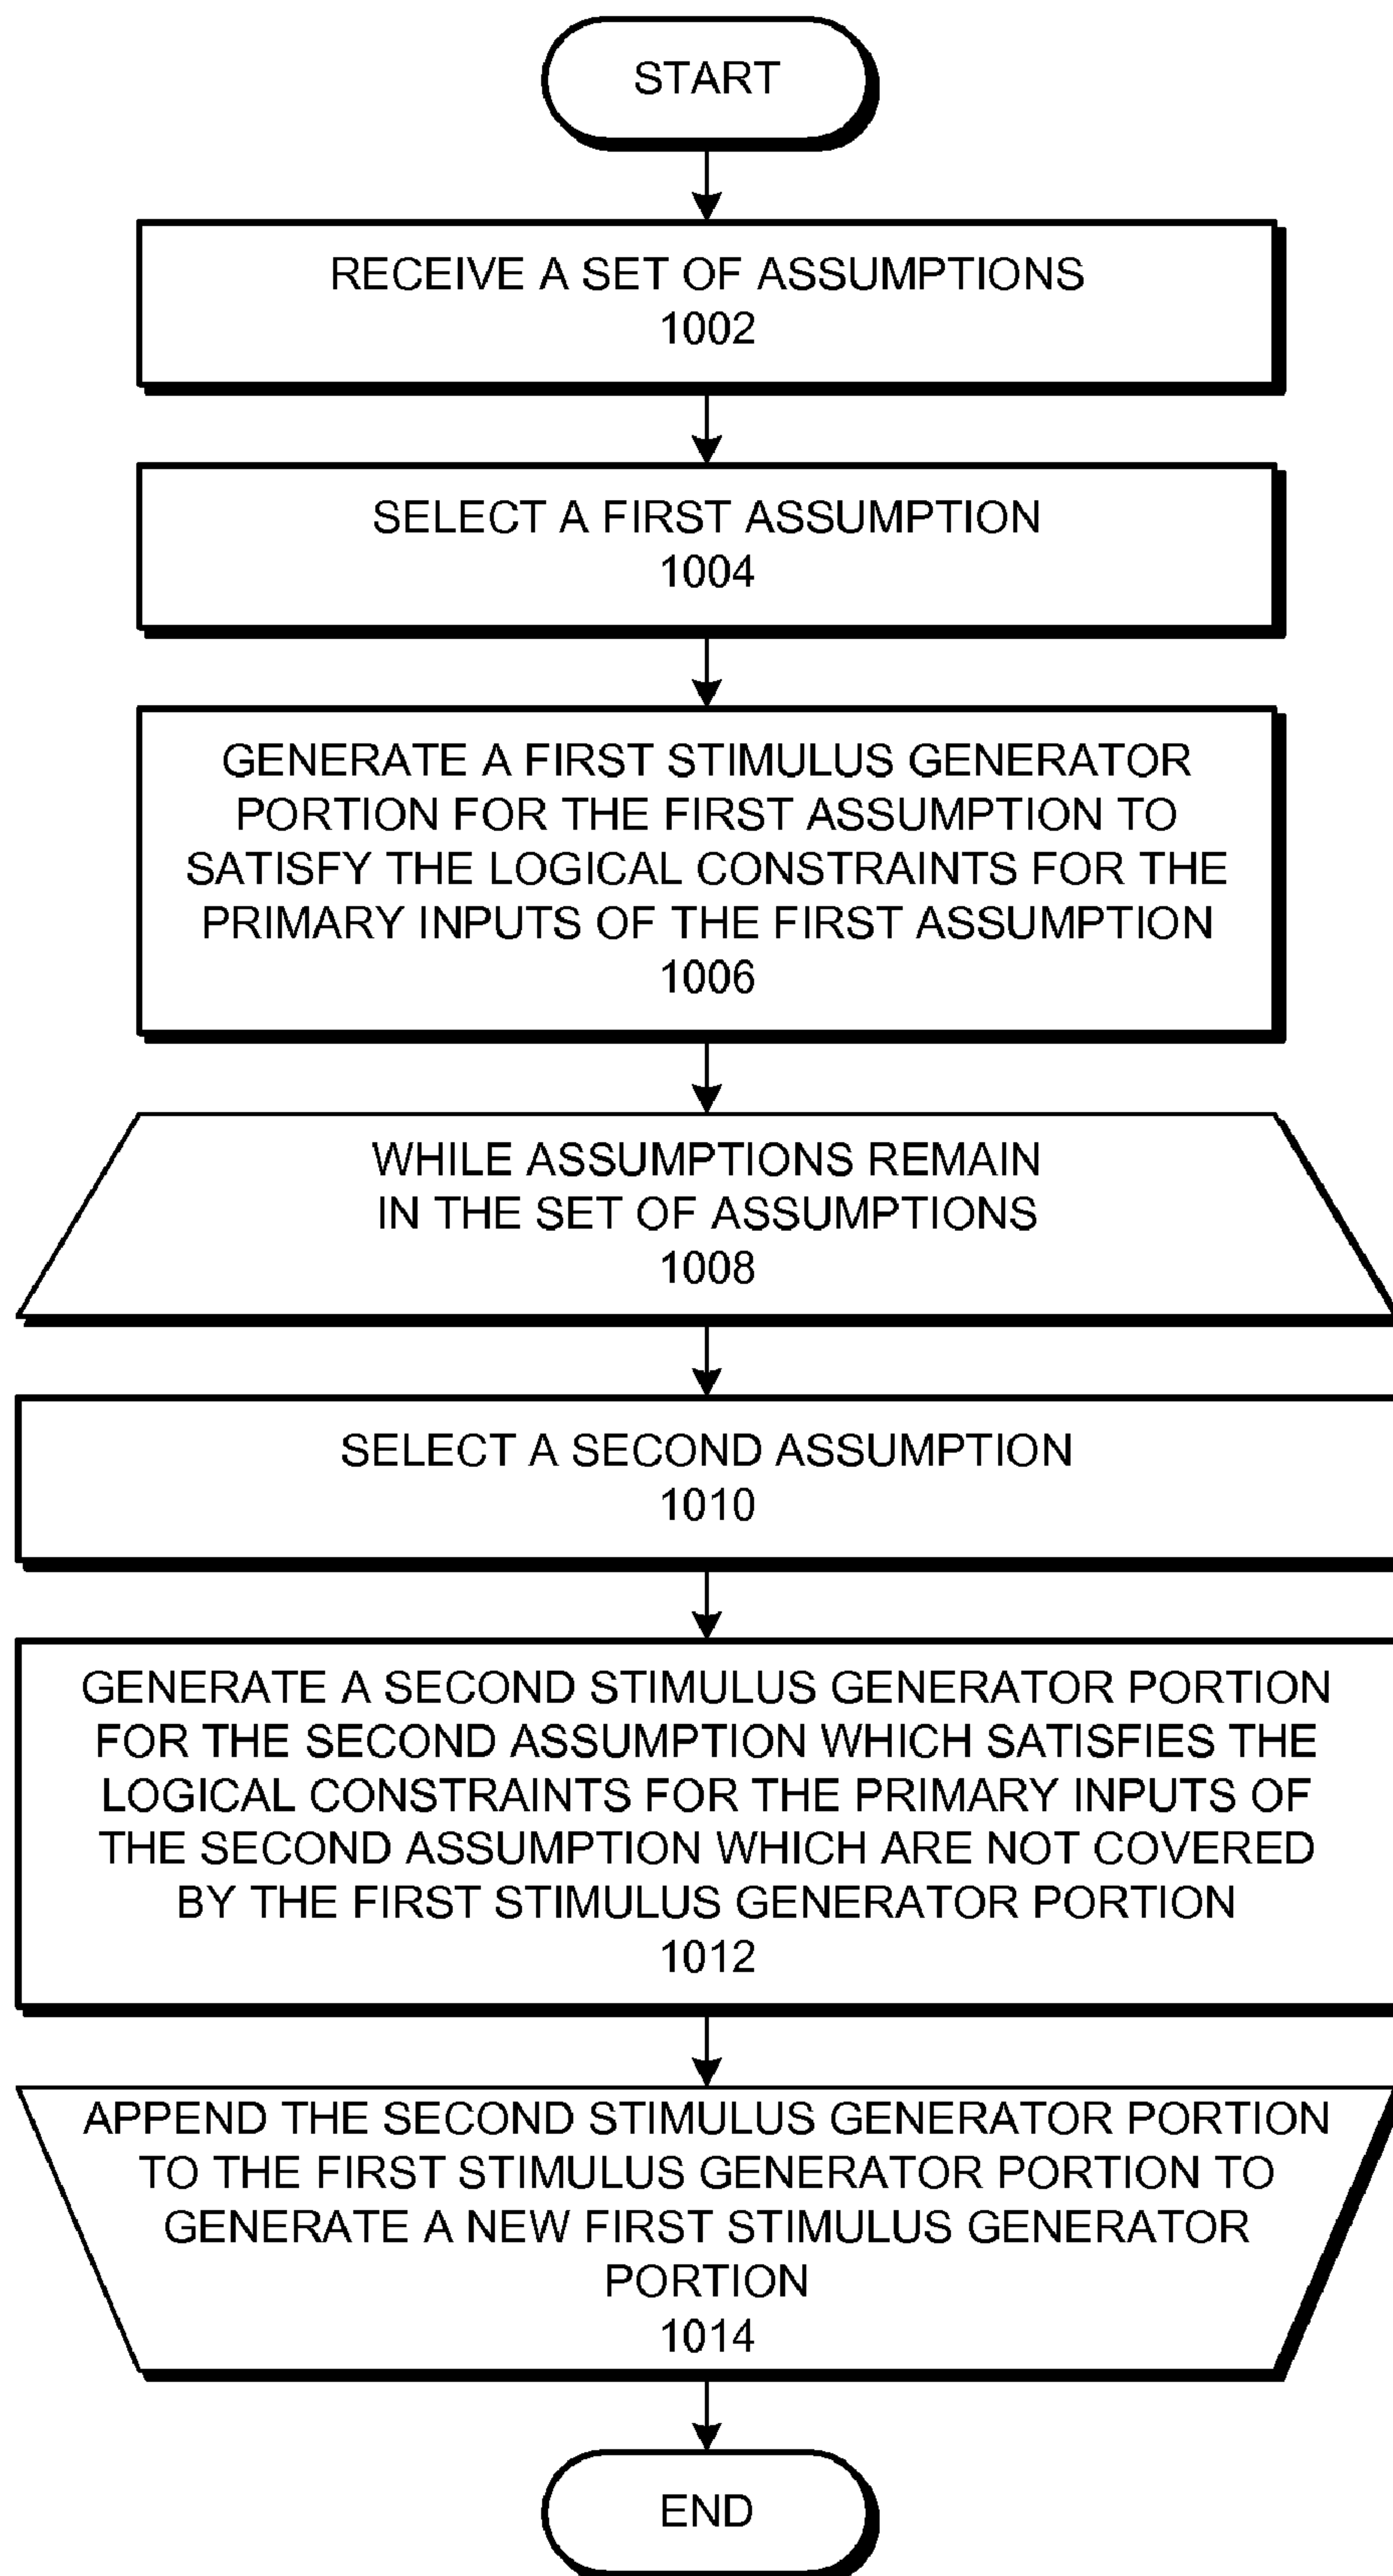 START
RECEIVE A SET OF ASSUMPTIONS
1002
SELECT A FIRST ASSUMPTION
1004
GENERATE A FIRST STIMULUS GENERATOR
PORTION FOR THE FIRST ASSUMPTION TO
SATISFY THE LOGICAL CONSTRAINTS FOR THE
PRIMARY INPUTS OF THE FIRST ASSUMPTION
1006
WHILE ASSUMPTIONS REMAIN
IN THE SET OF ASSUMPTIONS
1008
SELECT A SECOND ASSUMPTION
1010
GENERATE A SECOND STIMULUS GENERATOR PORTION
FOR THE SECOND ASSUMPTION WHICH SATISFIES THE
LOGICAL CONSTRAINTS FOR THE PRIMARY INPUTS OF
THE SECOND ASSUMPTION WHICH ARE NOT COVERED
BY THE FIRST STIMULUS GENERATOR PORTION
1012
APPEND THE SECOND STIMULUS GENERATOR PORTION
TO THE FIRST STIMULUS GENERATOR PORTION TO
GENERATE A NEW FIRST STIMULUS GENERATOR
PORTION
1014
END